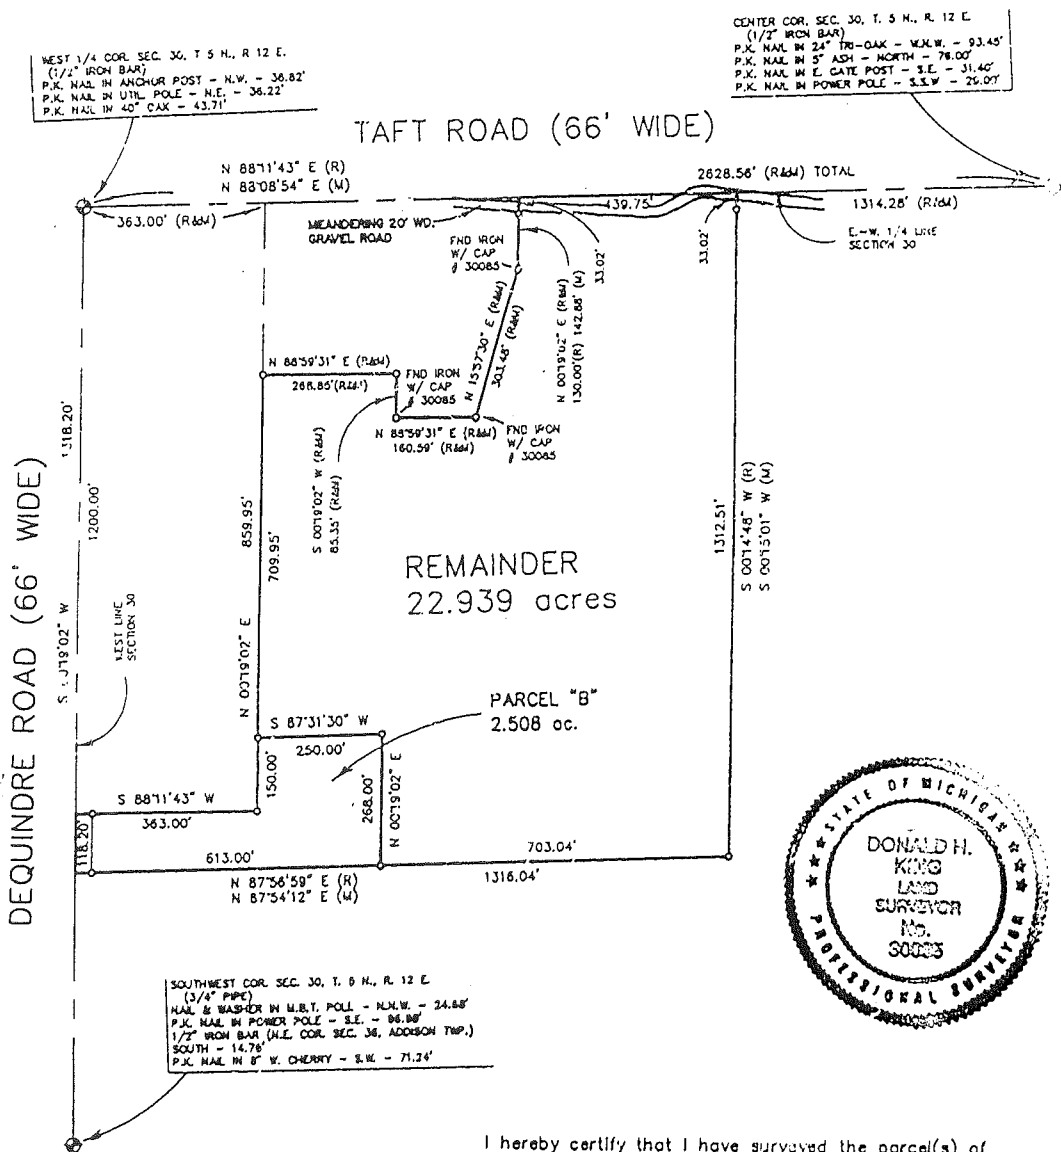 WEST 1/4 COR. SEC. 30, T 5 N., R 12 E.
(1/2" IRON BAR)
P.K. NAIL IN ANCHOR POST - N.W. - 36.82'
P.K. NAIL IN UTIL POLE - N.E. - 36.22'
P.K. NAIL IN 40" OAK - 43.71'
CENTER COR. SEC. 30, T. 5 N., R. 12 E.
(1/2" IRON BAR)
P.K. NAIL IN 24" TRI-OAK - W.N.W. - 93.45'
P.K. NAIL IN 5" ASH - NORTH - 76.00'
P.K. NAIL IN E. GATE POST - S.E. - 31.40'
P.K. NAIL IN POWER POLE - S.S.W -
TAFT ROAD (66' WIDE)
N 88°11'43" E (R)
N 88°08'54" E (M)
2628.56' (R&M) TOTAL
363.00' (R&M)
439.75'
1314.28' (R&M)
MEANDERING 20' WD.
GRAVEL ROAD
E.-W. 1/4 LINE
SECTION 30
33.02'
33.02'
FND IRON
W/ CAP
# 30085
N 00°19'02" E (R&M)
130.00'(R) 142.88' (M)
N 15°57'30" E (R&M)
303.48' (R&M)
N 88°59'31" E (R&M)
266.85'(R&M)
FND IRON
W/ CAP
# 30085
S 00°19'02" W (R&M)
85.35' (R&M)
N 88°59'31" E (R&M)
160.59' (R&M)
FND IRON
W/ CAP
# 30085
1318.20'
1200.00'
S 00°19'02" W
WEST LINE
SECTION 30
DEQUINDRE ROAD (66' WIDE)
859.95'
709.95'
N 00°19'02" E
REMAINDER
22.939 acres
1312.51'
S 00°14'48" W (R)
S 00°15'01" W (M)
PARCEL "B"
2.508 ac.
S 87°31'30" W
250.00'
150.00'
268.00'
N 00°19'02" E
S 88°11'43" W
363.00'
118.20'
613.00'
703.04'
N 87°56'59" E (R)
N 87°54'12" E (M)
1316.04'
STATE OF MICHIGAN
DONALD H.
KING
LAND
SURVEYOR
No.
30085
PROFESSIONAL SURVEYOR
SOUTHWEST COR. SEC. 30, T. 5 N., R. 12 E.
(3/4" PIPE)
NAIL & WASHER IN M.B.T. POLE - N.N.W. - 24.88'
P.K. NAIL IN POWER POLE - S.E. -
1/2" IRON BAR (N.E. COR. SEC. 36, ADDISON TWP.)
SOUTH - 14.76'
P.K. NAIL IN 8" W. CHERRY - S.W. - 71.24'
I hereby certify that I have surveyed the parcel(s) of